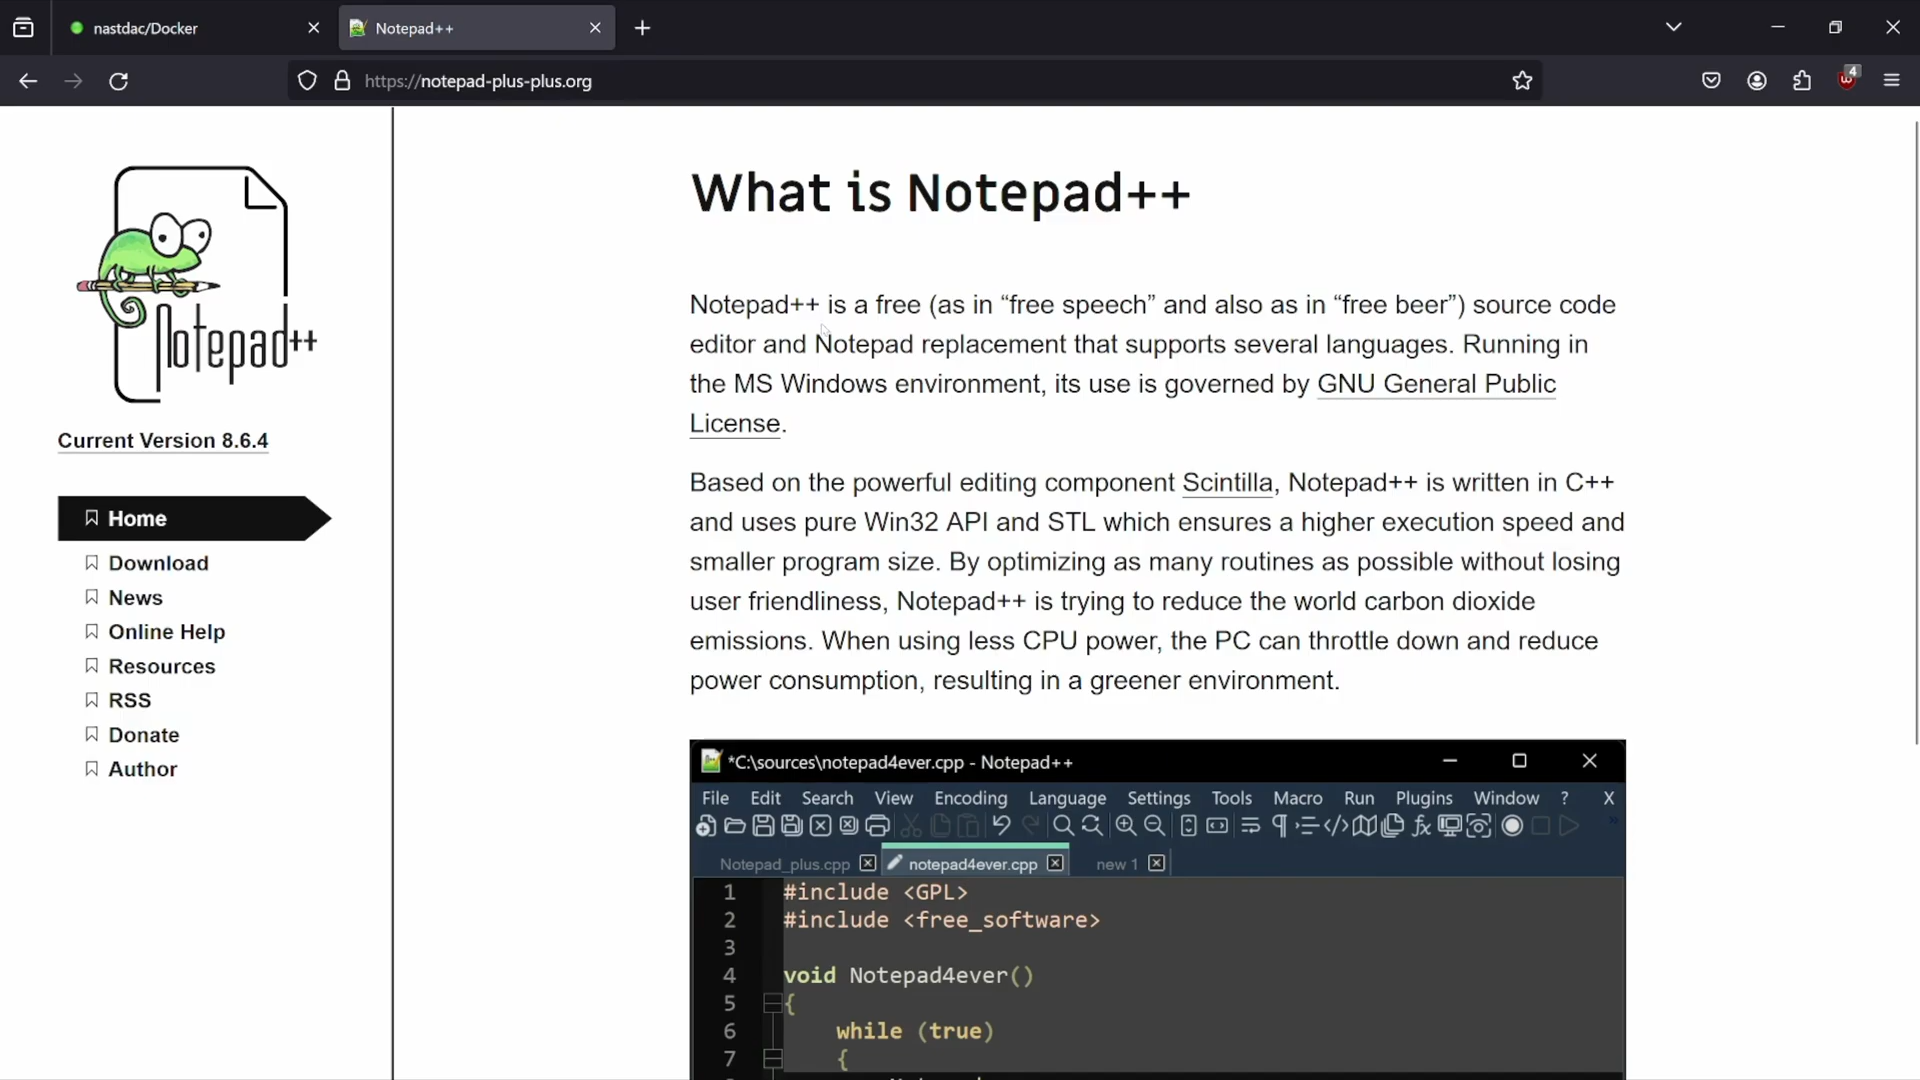 nastdac/Docker
Notepad++
https://notepad-plus-plus.org
4
Notepad++
Current Version 8.6.4
Home
Download
News
Online Help
Resources
RSS
Donate
Author
What is Notepad++
Notepad++ is a free (as in “free speech” and also as in “free beer”) source code
editor and Notepad replacement that supports several languages. Running in
the MS Windows environment, its use is governed by GNU General Public
License.
Based on the powerful editing component Scintilla, Notepad++ is written in C++
and uses pure Win32 API and STL which ensures a higher execution speed and
smaller program size. By optimizing as many routines as possible without losing
user friendliness, Notepad++ is trying to reduce the world carbon dioxide
emissions. When using less CPU power, the PC can throttle down and reduce
power consumption, resulting in a greener environment.
*C:\sources\notepad4ever.cpp - Notepad++
File Edit Search View Encoding Language Settings Tools Macro Run Plugins Window ? X
Notepad_plus.cpp notepad4ever.cpp new 1
1 #include <GPL>
2 #include <free_software>
3
4 void Notepad4ever()
5 {
6 while (true)
7 {